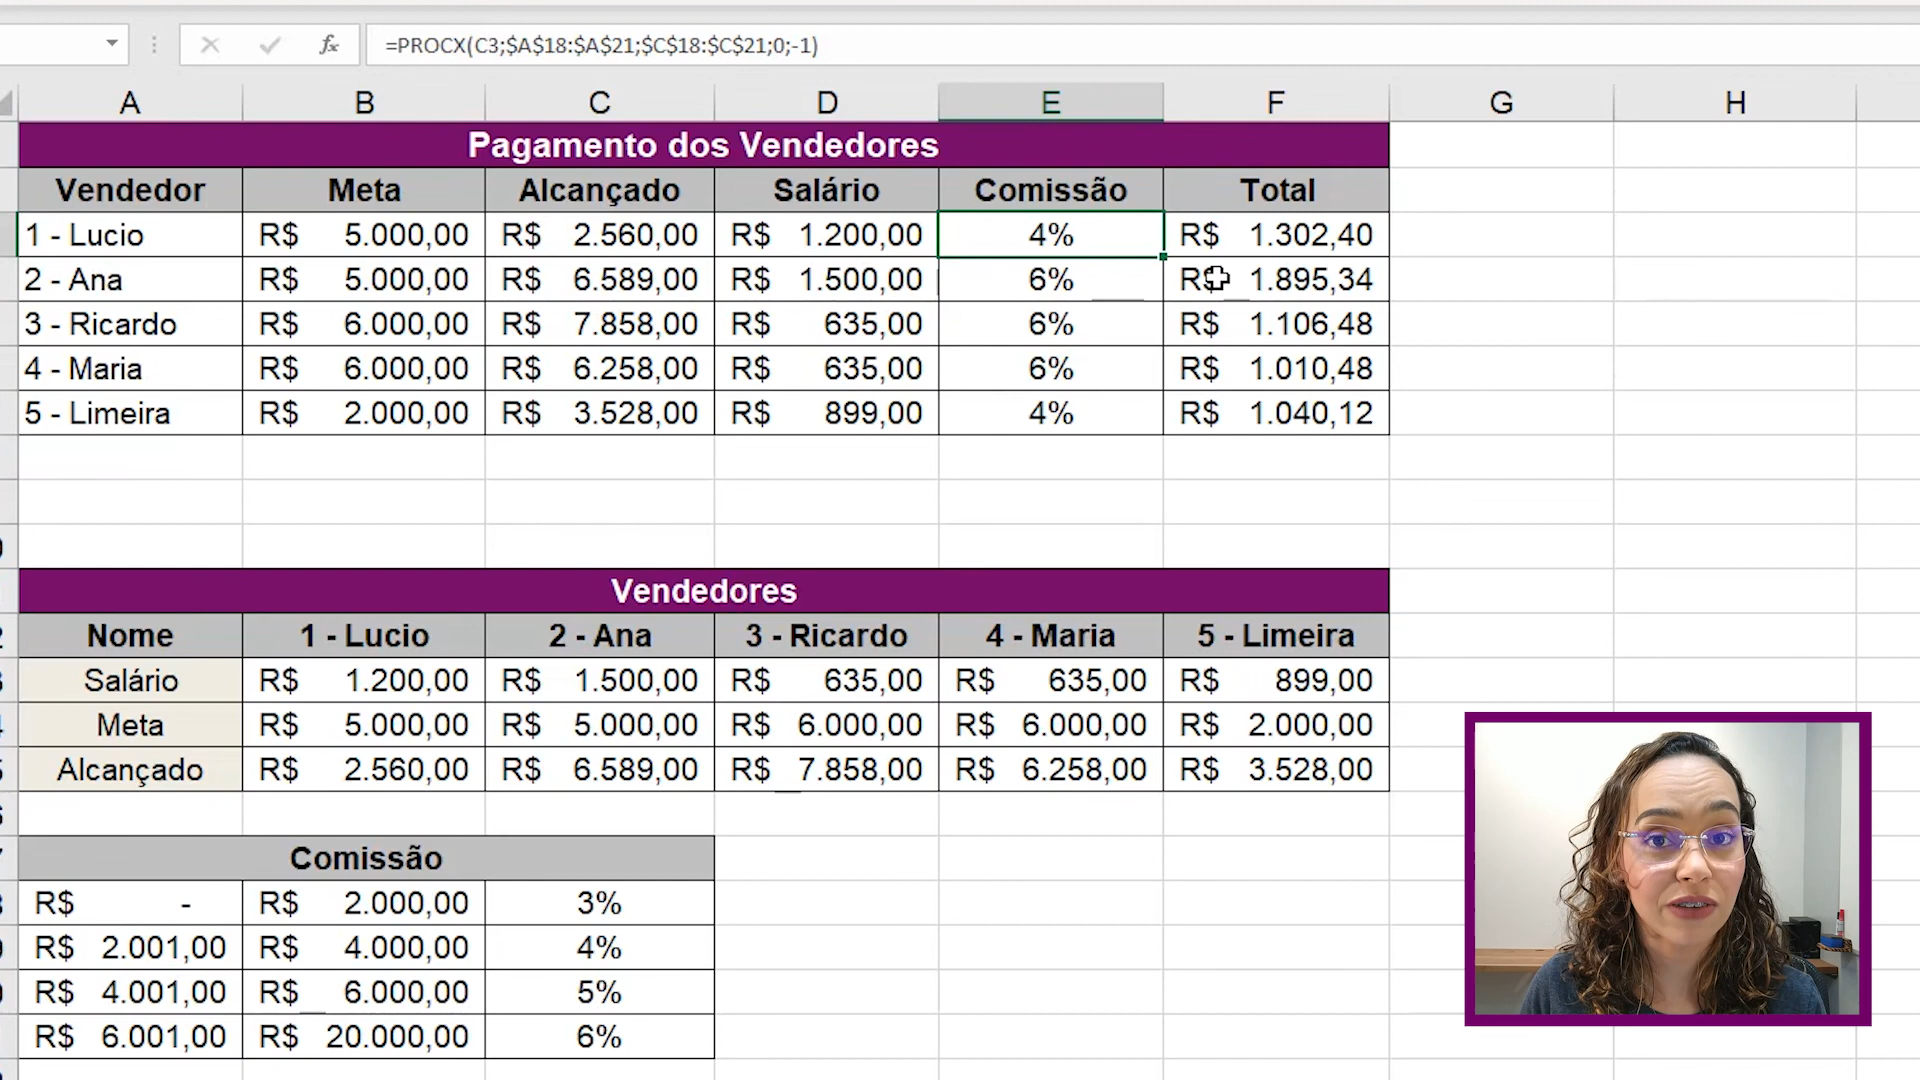 =PROCX(C3;$A$18:$A$21;$C$18:$C$21;0;-1)
A B C D E F G H
Pagamento dos Vendedores
Vendedor Meta Alcançado Salário Comissão Total
1 - Lucio R$ 5.000,00 R$ 2.560,00 R$ 1.200,00 4% R$ 1.302,40
2 - Ana R$ 5.000,00 R$ 6.589,00 R$ 1.500,00 6% R$ 1.895,34
3 - Ricardo R$ 6.000,00 R$ 7.858,00 R$ 635,00 6% R$ 1.106,48
4 - Maria R$ 6.000,00 R$ 6.258,00 R$ 635,00 6% R$ 1.010,48
5 - Limeira R$ 2.000,00 R$ 3.528,00 R$ 899,00 4% R$ 1.040,12
Vendedores
Nome 1 - Lucio 2 - Ana 3 - Ricardo 4 - Maria 5 - Limeira
Salário R$ 1.200,00 R$ 1.500,00 R$ 635,00 R$ 635,00 R$ 899,00
Meta R$ 5.000,00 R$ 5.000,00 R$ 6.000,00 R$ 6.000,00 R$ 2.000,00
Alcançado R$ 2.560,00 R$ 6.589,00 R$ 7.858,00 R$ 6.258,00 R$ 3.528,00
Comissão
R$ - R$ 2.000,00 3%
R$ 2.001,00 R$ 4.000,00 4%
R$ 4.001,00 R$ 6.000,00 5%
R$ 6.001,00 R$ 20.000,00 6%